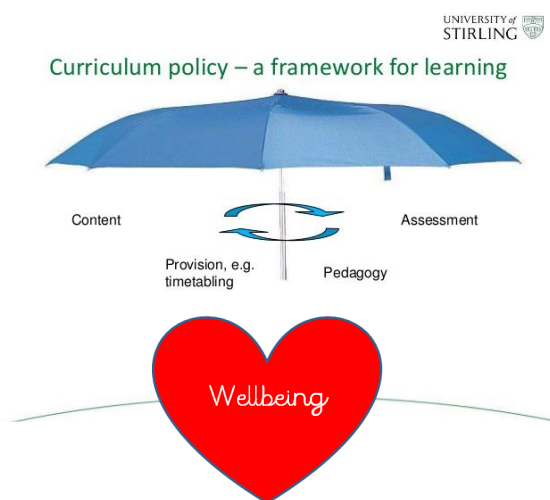 UNIVERSITY of
STIRLING
Curriculum policy – a framework for learning
Content
Assessment
Provision, e.g.
timetabling
Pedagogy
Wellbeing